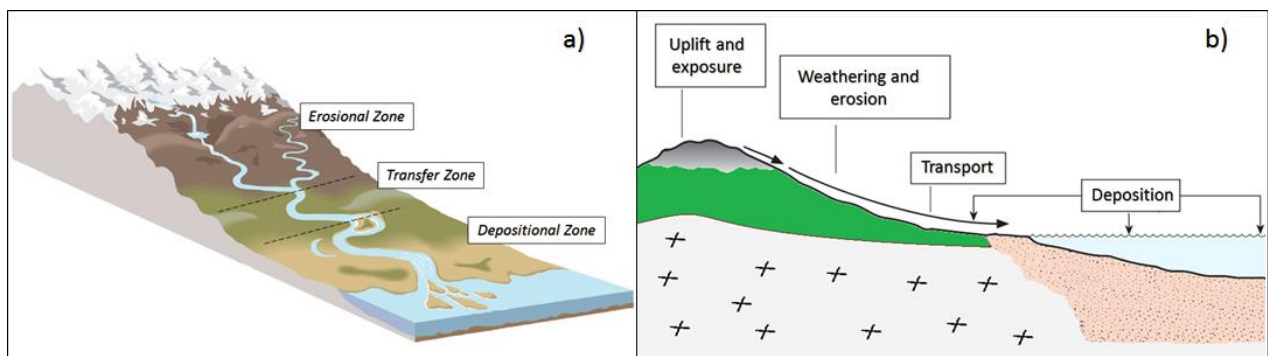 a)
Erosional Zone
Transfer Zone
Depositional Zone
b)
Uplift and
exposure
Weathering and
erosion
Transport
Deposition